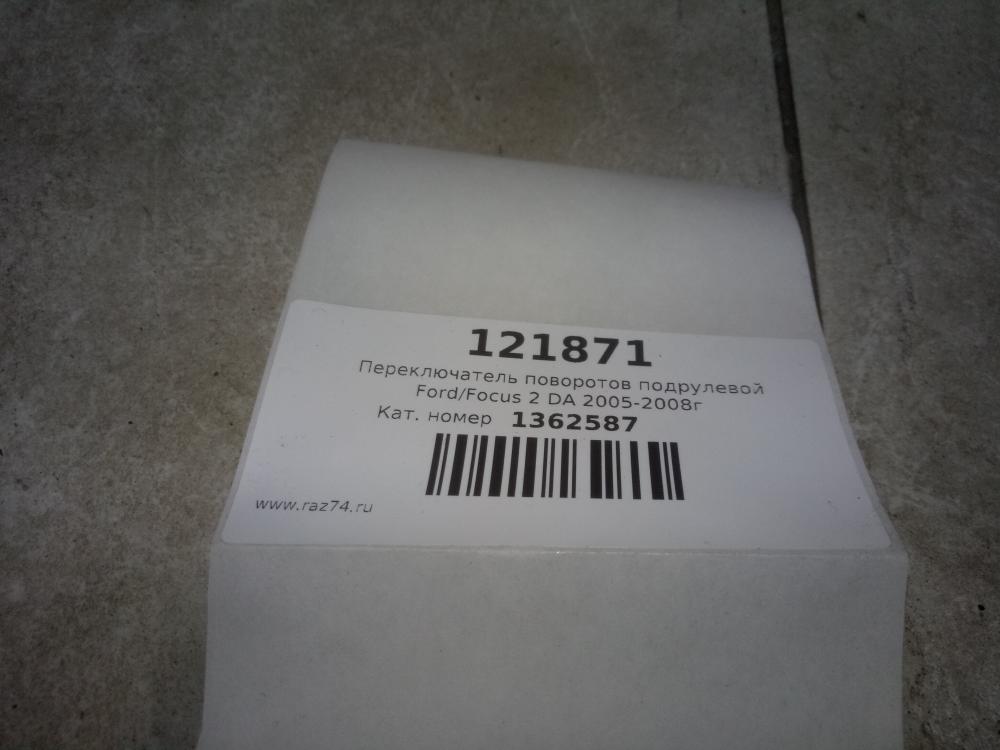 121871
Переключатель поворотов подрулевой
Ford/Focus 2 DA 2005-2008г
Кат. номер 1362587
www.raz74.ru